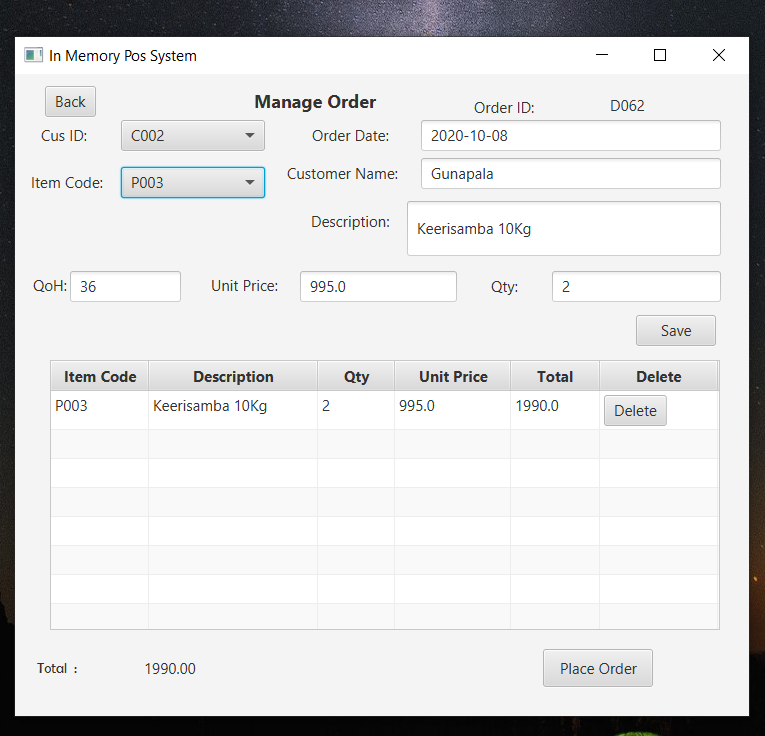 In Memory Pos System
Back
Manage Order
Order ID: D062
Cus ID: C002
Order Date: 2020-10-08
Item Code: P003
Customer Name: Gunapala
Description: Keerisamba 10Kg
QoH: 36 Unit Price: 995.0 Qty: 2
Save
Item Code Description Qty Unit Price Total Delete
P003 Keerisamba 10Kg 2 995.0 1990.0 Delete
Total : 1990.00
Place Order